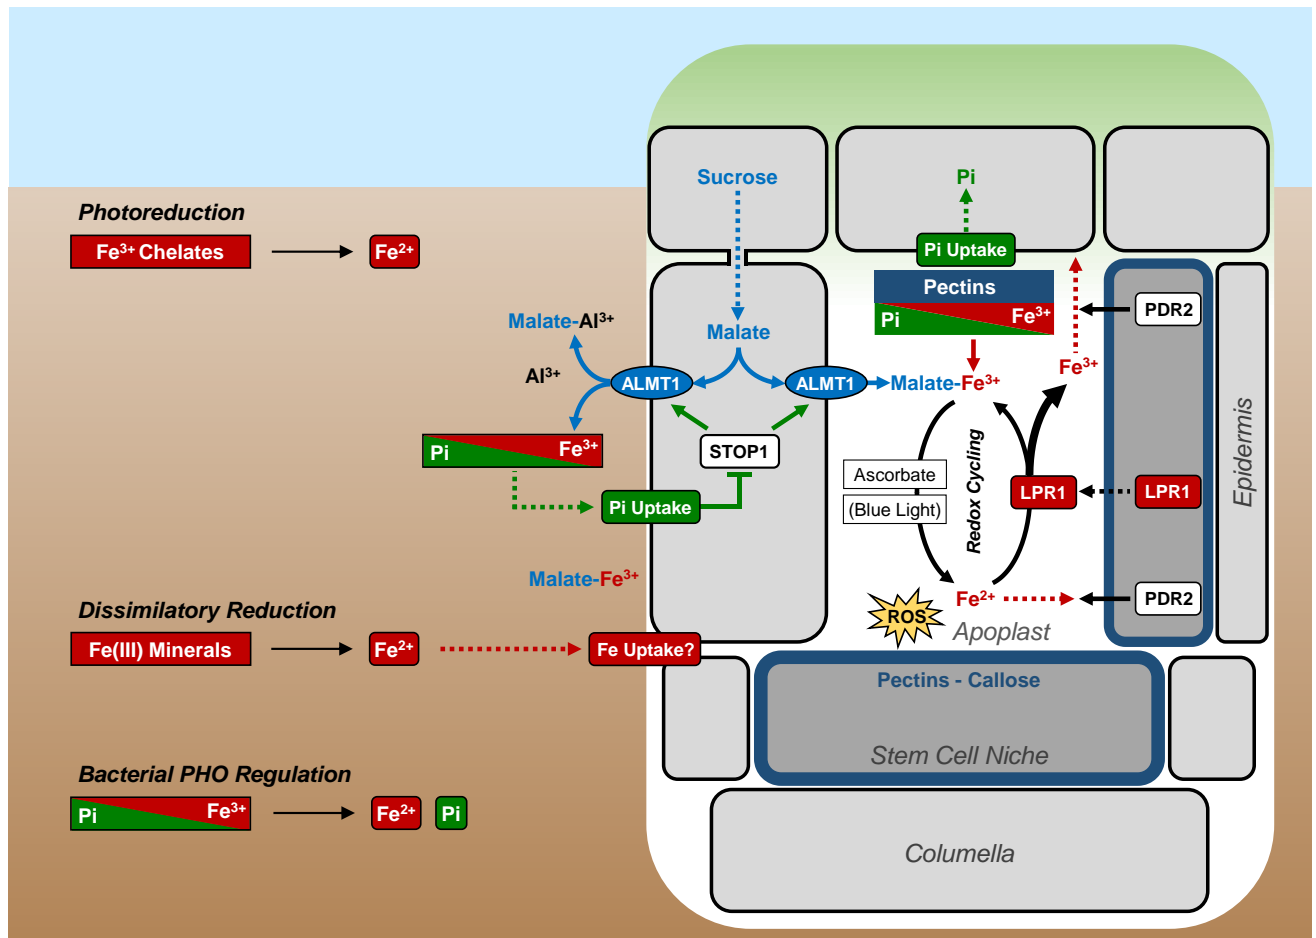 Photoreduction
Fe³⁺ Chelates
Fe²⁺
Malate-Al³⁺
Al³⁺
Pi
Fe³⁺
Pi Uptake
Malate-Fe³⁺
Dissimilatory Reduction
Fe(III) Minerals
Fe²⁺
Fe Uptake?
Bacterial PHO Regulation
Pi
Fe³⁺
Fe²⁺
Pi
Sucrose
Malate
ALMT1
ALMT1
STOP1
Pi
Pi Uptake
Pectins
Pi
Fe³⁺
Malate-Fe³⁺
Fe³⁺
Ascorbate
(Blue Light)
Redox Cycling
LPR1
LPR1
PDR2
PDR2
Fe²⁺
ROS
Apoplast
Epidermis
Pectins - Callose
Stem Cell Niche
Columella